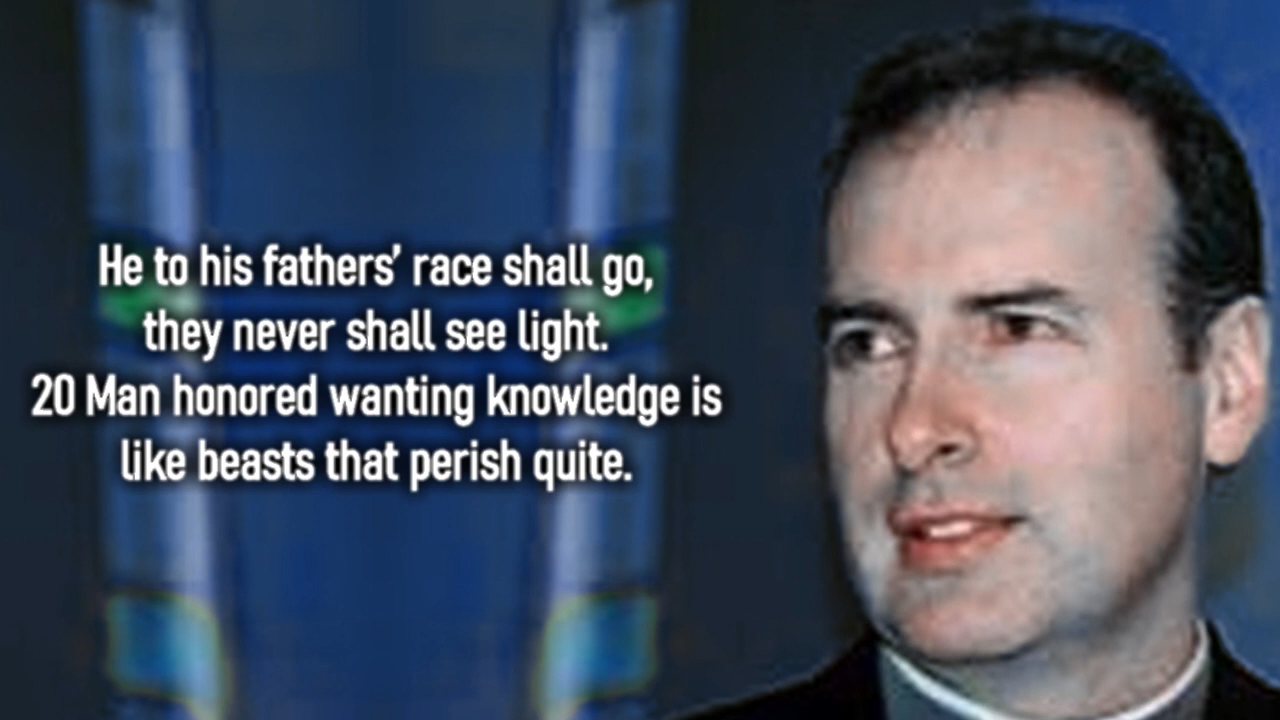 He to his fathers’ race shall go,
they never shall see light.
20 Man honored wanting knowledge is
like beasts that perish quite.